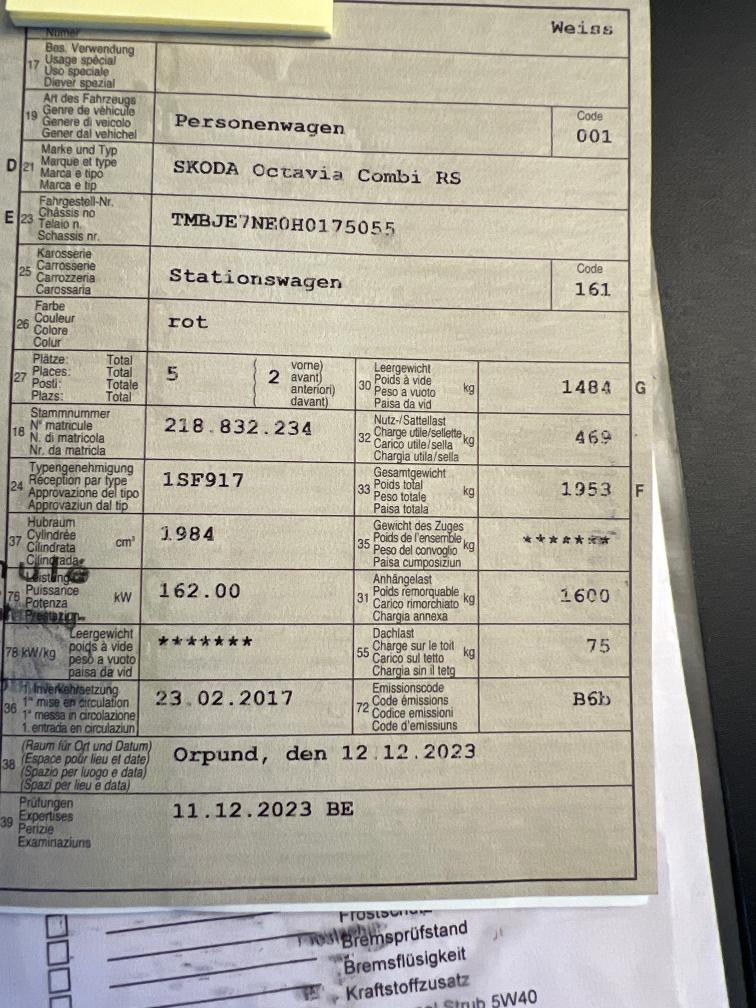 Weiss
17 Bes. Verwendung
Usage spécial
Uso speciale
Diever spezial
19 Art des Fahrzeugs
Genre de véhicule
Genere di veicolo
Gener dal vehichel
Personenwagen
Code
001
D 21 Marke und Typ
Marque et type
Marca e tipo
Marca e tip
SKODA Octavia Combi RS
E 23 Fahrgestell-Nr.
Châssis no
Telaio n.
Schassis nr.
TMBJE7NE0H0175055
25 Karosserie
Carrosserie
Carrozzeria
Carossaria
Stationswagen
Code
161
26 Farbe
Couleur
Colore
Colur
rot
27 Plätze: Total
Places: Total
Posti: Totale
Plazs: Total
5
2 vorne)
avant)
anteriori)
davant)
30 Leergewicht
Poids à vide
Peso a vuoto
Paisa da vid
kg
1484 G
18 Stammnummer
N° matricule
N. di matricola
Nr. da matricla
218.832.234
32 Nutz-/Sattellast
Charge utile/sellette
Carico utile/sella
Chargia utila/sella
kg
469
24 Typengenehmigung
Réception par type
Approvazione del tipo
Approvaziun dal tip
1SF917
33 Gesamtgewicht
Poids total
Peso totale
Paisa totala
kg
1953 F
37 Hubraum
Cylindrée
Cilindrata
Cilindrada
cm³
1984
35 Gewicht des Zuges
Poids de l'ensemble
Peso del convoglio
Paisa cumposiziun
kg
*******
76 Leistung
Puissance
Potenza
Prestaziun
kW
162.00
31 Anhängelast
Poids remorquable
Carico rimorchiato
Chargia annexa
kg
1600
78 kW/kg Leergewicht
poids à vide
peso a vuoto
paisa da vid
*******
55 Dachlast
Charge sur le toit
Carico sul tetto
Chargia sin il tetg
kg
75
36 1. Inverkehrsetzung
1re mise en circulation
1a messa in circolazione
1. entrada en circulaziun
23.02.2017
72 Emissionscode
Code émissions
Codice emissioni
Code d'emissiuns
B6b
38 (Raum für Ort und Datum)
(Espace pour lieu et date)
(Spazio per luogo e data)
(Spazi per lieu e data)
Orpund, den 12.12.2023
39 Prüfungen
Expertises
Perizie
Examinaziuns
11.12.2023 BE
Bremsprüfstand
Bremsflüsigkeit
Kraftstoffzusatz
Strub 5W40